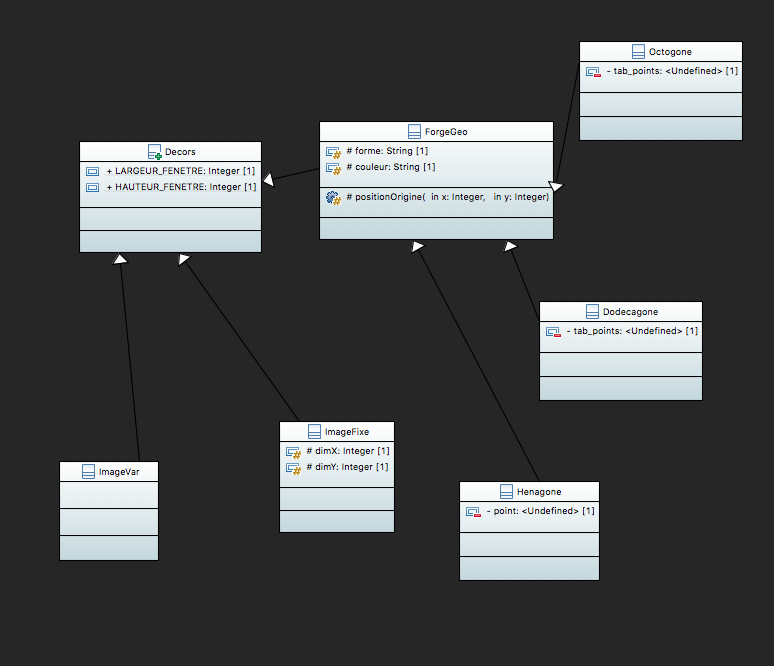 Octogone
- tab_points: <Undefined> [1]
ForgeGeo
# forme: String [1]
# couleur: String [1]
# positionOrigine( in x: Integer, in y: Integer)
Decors
+ LARGEUR_FENETRE: Integer [1]
+ HAUTEUR_FENETRE: Integer [1]
Dodecagone
- tab_points: <Undefined> [1]
ImageFixe
# dimX: Integer [1]
# dimY: Integer [1]
ImageVar
Henagone
- point: <Undefined> [1]